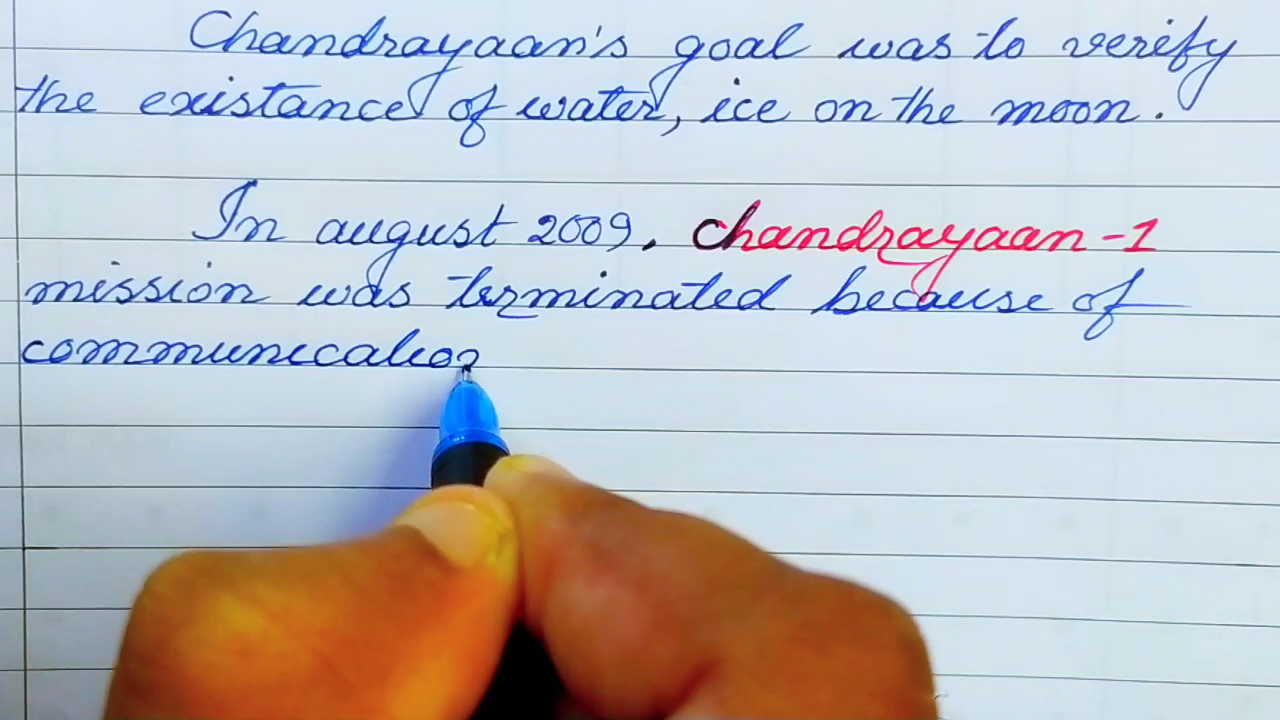 Chandrayaan's goal was to verify
the existance of water, ice on the moon.
In august 2009, chandrayaan-1
mission was terminated because of
communication